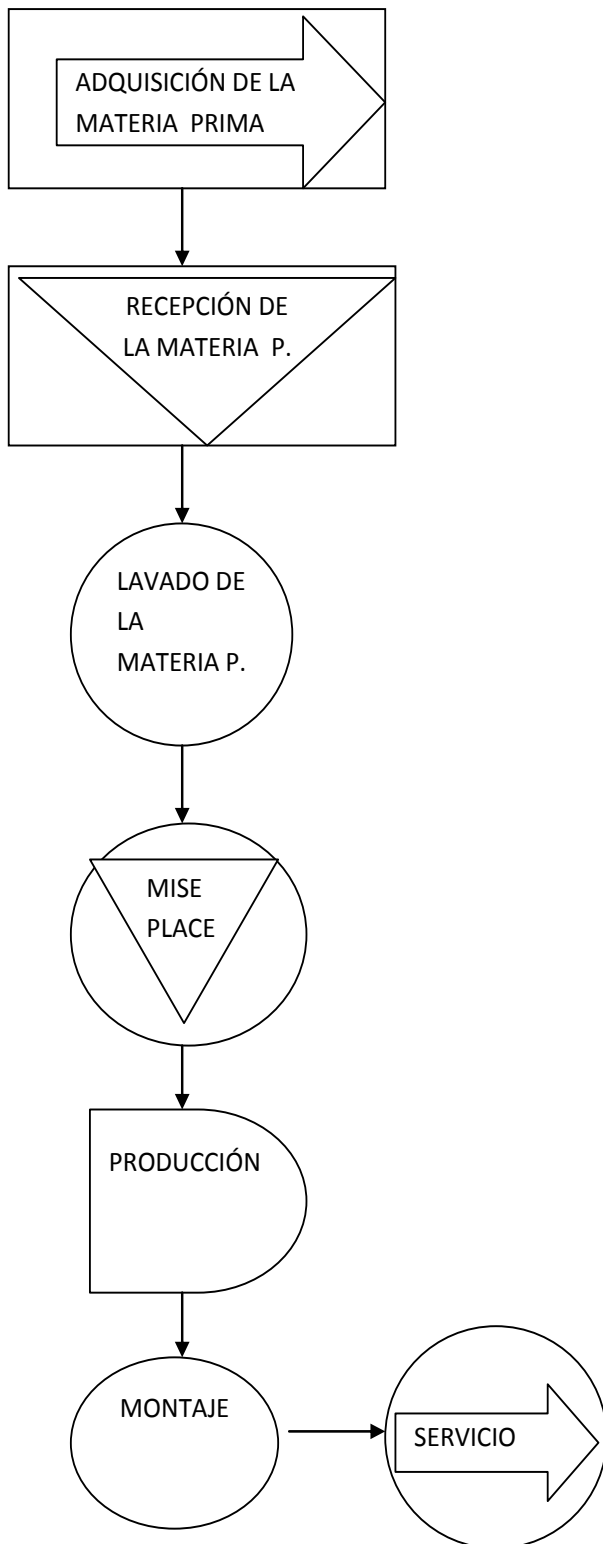 ADQUISICIÓN DE LA
MATERIA PRIMA
RECEPCIÓN DE
LA MATERIA P.
LAVADO DE
LA
MATERIA P.
MISE
PLACE
PRODUCCIÓN
MONTAJE
SERVICIO